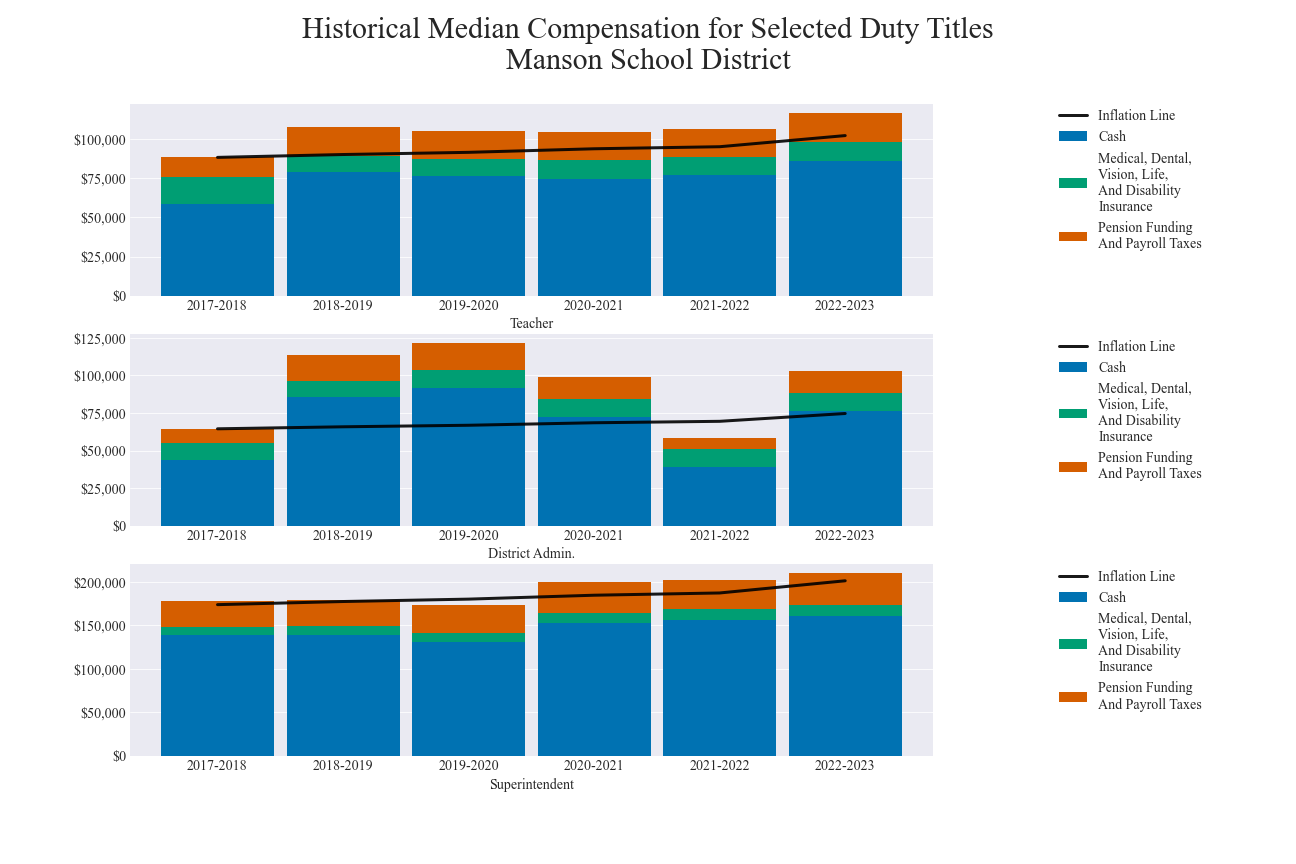 Historical Median Compensation for Selected Duty Titles
Manson School District
$100,000
$75,000
$50,000
$25,000
$0
2017-2018 2018-2019 2019-2020 2020-2021 2021-2022 2022-2023
Teacher
Inflation Line
Cash
Medical, Dental,
Vision, Life,
And Disability
Insurance
Pension Funding
And Payroll Taxes
$125,000
$100,000
$75,000
$50,000
$25,000
$0
2017-2018 2018-2019 2019-2020 2020-2021 2021-2022 2022-2023
District Admin.
Inflation Line
Cash
Medical, Dental,
Vision, Life,
And Disability
Insurance
Pension Funding
And Payroll Taxes
$200,000
$150,000
$100,000
$50,000
$0
2017-2018 2018-2019 2019-2020 2020-2021 2021-2022 2022-2023
Superintendent
Inflation Line
Cash
Medical, Dental,
Vision, Life,
And Disability
Insurance
Pension Funding
And Payroll Taxes